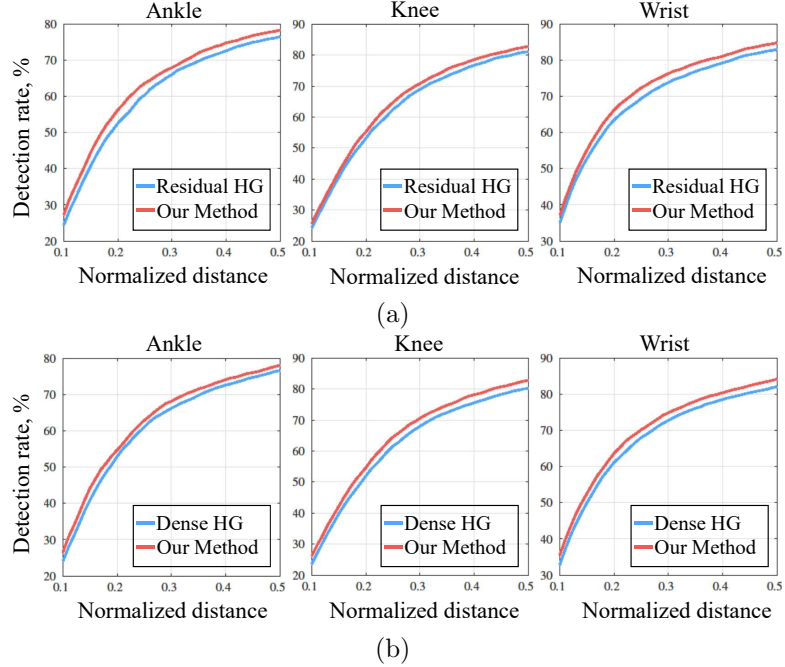 Ankle Knee Wrist
Detection rate, %
80
70
60
50
40
30
20
90
80
70
60
50
40
30
20
90
80
70
60
50
40
30
Residual HG
Our Method
Residual HG
Our Method
Residual HG
Our Method
0.1 0.2 0.3 0.4 0.5
0.1 0.2 0.3 0.4 0.5
0.1 0.2 0.3 0.4 0.5
Normalized distance Normalized distance Normalized distance
(a)
Ankle Knee Wrist
Detection rate, %
80
70
60
50
40
30
20
90
80
70
60
50
40
30
20
90
80
70
60
50
40
30
Dense HG
Our Method
Dense HG
Our Method
Dense HG
Our Method
0.1 0.2 0.3 0.4 0.5
0.1 0.2 0.3 0.4 0.5
0.1 0.2 0.3 0.4 0.5
Normalized distance Normalized distance Normalized distance
(b)